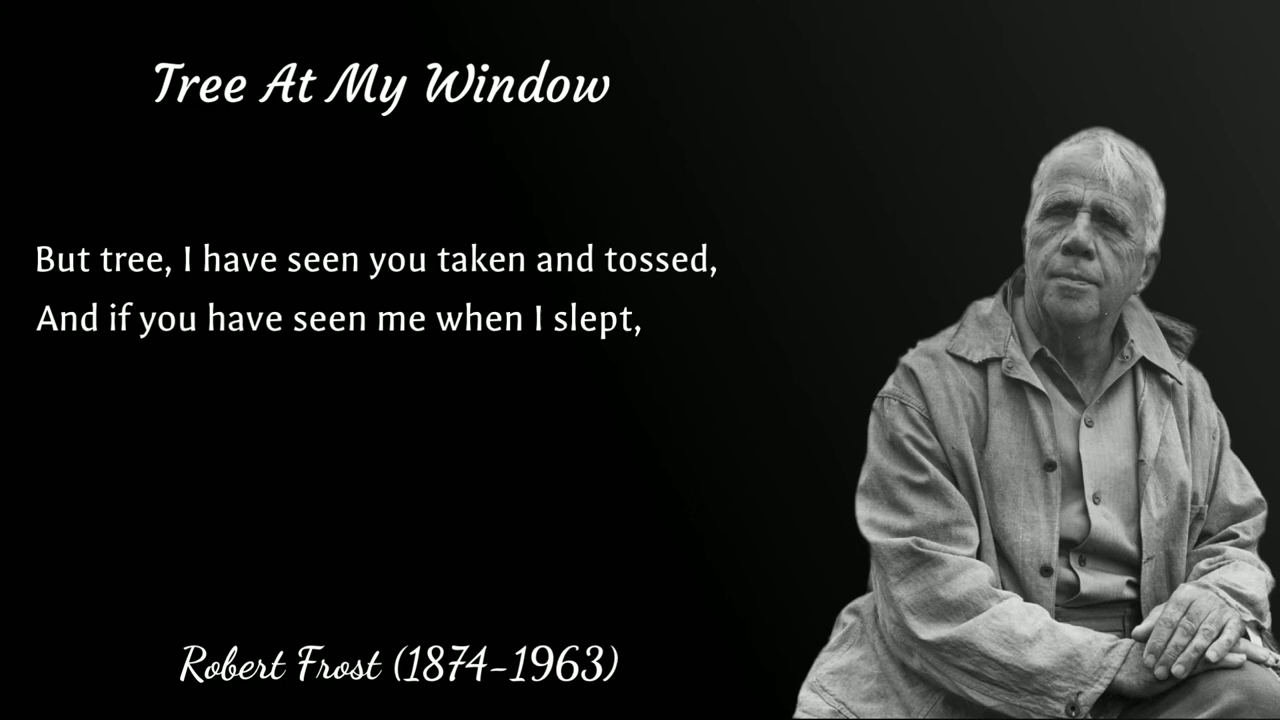 Tree At My Window
But tree, I have seen you taken and tossed,
And if you have seen me when I slept,
Robert Frost (1874-1963)